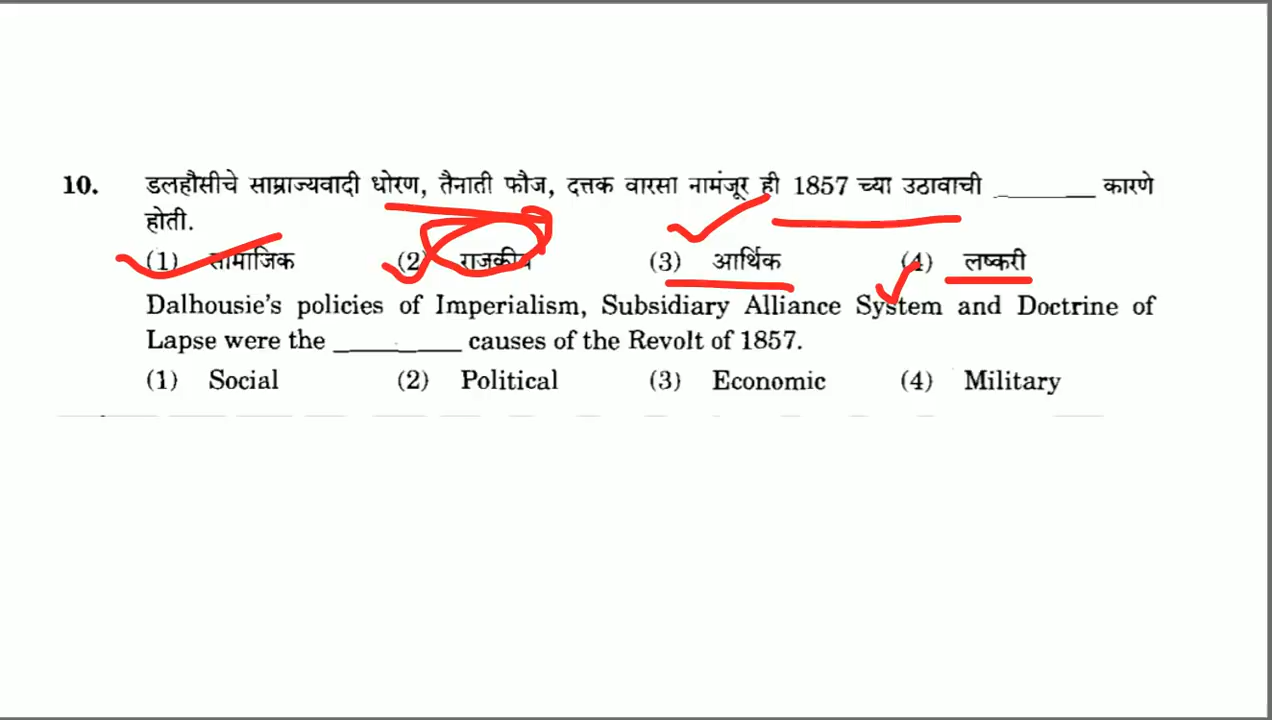 10. डलहौसीचे साम्राज्यवादी धोरण, तैनाती फौज, दत्तक वारसा नामंजूर ही 1857 च्या उठावाची ________ कारणे
होती.
(1) सामाजिक (2) राजकीय (3) आर्थिक (4) लष्करी
Dalhousie's policies of Imperialism, Subsidiary Alliance System and Doctrine of
Lapse were the __________ causes of the Revolt of 1857.
(1) Social (2) Political (3) Economic (4) Military